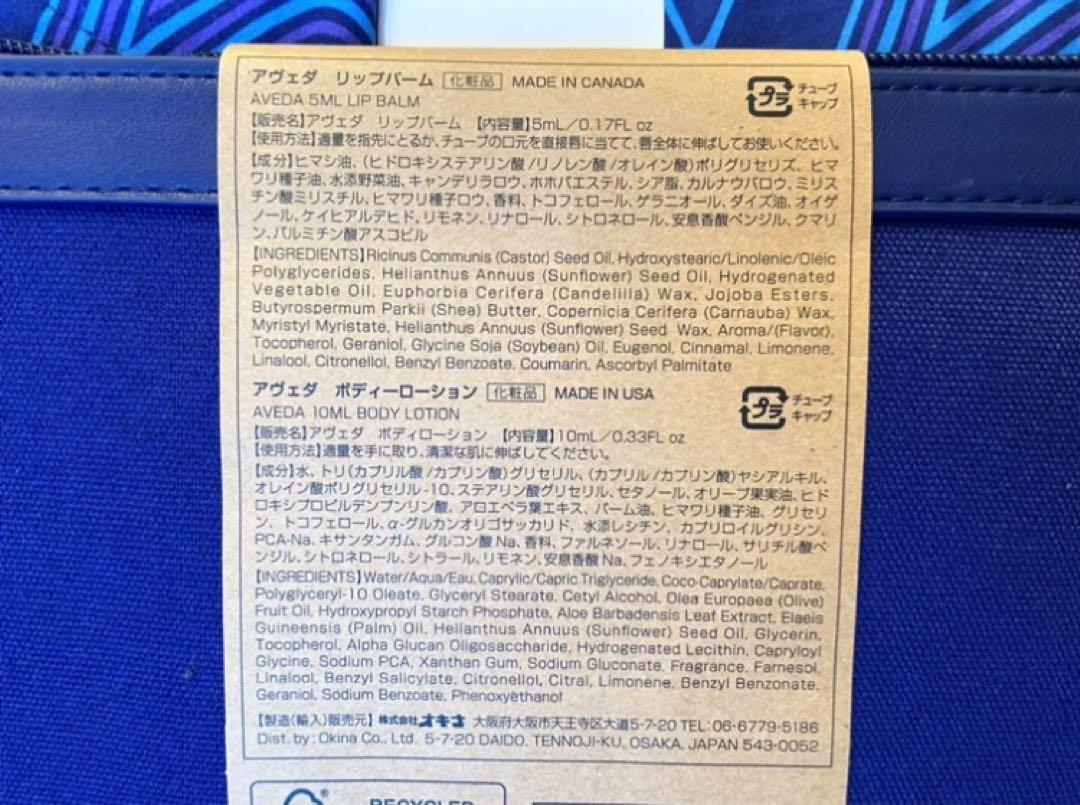 アヴェダ リップバーム 化粧品 MADE IN CANADA
AVEDA 5ML LIP BALM
プラ チューブ キャップ
【販売名】アヴェダ リップバーム 【内容量】5mL/0.17FL oz
【使用方法】適量を指先にとるか、チューブの口元を直接唇に当てて、唇全体に伸ばしてお使いください。
【成分】ヒマシ油、(ヒドロキシステアリン酸/リノレン酸/オレイン酸)ポリグリセリズ、ヒマ
ワリ種子油、水添野菜油、キャンデリラロウ、ホホバエステル、シア脂、カルナウバロウ、ミリス
チン酸ミリスチル、ヒマワリ種子ロウ、香料、トコフェロール、ゲラニオール、ダイズ油、オイゲ
ノール、ケイヒアルデヒド、リモネン、リナロール、シトロネロール、安息香酸ベンジル、クマリ
ン、パルミチン酸アスコビル
【INGREDIENTS】Ricinus Communis (Castor) Seed Oil, Hydroxystearic/Linolenic/Oleic
Polyglycerides, Helianthus Annuus (Sunflower) Seed Oil, Hydrogenated
Vegetable Oil, Euphorbia Cerifera (Candelilla) Wax, Jojoba Esters,
Butyrospermum Parkii (Shea) Butter, Copernicia Cerifera (Carnauba) Wax,
Myristyl Myristate, Helianthus Annuus (Sunflower) Seed Wax, Aroma/(Flavor),
Tocopherol, Geraniol, Glycine Soja (Soybean) Oil, Eugenol, Cinnamal, Limonene,
Linalool, Citronellol, Benzyl Benzoate, Coumarin, Ascorbyl Palmitate
アヴェダ ボディーローション 化粧品 MADE IN USA
AVEDA 10ML BODY LOTION
プラ チューブ キャップ
【販売名】アヴェダ ボディローション 【内容量】10mL/0.33FL oz
【使用方法】適量を手に取り、清潔な肌に伸ばしてください。
【成分】水、トリ(カプリル酸/カプリン酸)グリセリル、(カプリル/カプリン酸)ヤシアルキル、
オレイン酸ポリグリセリル-10、ステアリン酸グリセリル、セタノール、オリーブ果実油、ヒド
ロキシプロピルデンプンリン酸、アロエベラ葉エキス、パーム油、ヒマワリ種子油、グリセリ
ン、トコフェロール、α-グルカンオリゴサッカリド、水添レシチン、カプリロイルグリシン、
PCA-Na、キサンタンガム、グルコン酸Na、香料、ファルネソール、リナロール、サリチル酸ベ
ンジル、シトロネロール、シトラール、リモネン、安息香酸Na、フェノキシエタノール
【INGREDIENTS】Water/Aqua/Eau, Caprylic/Capric Triglyceride, Coco-Caprylate/Caprate,
Polyglyceryl-10 Oleate, Glyceryl Stearate, Cetyl Alcohol, Olea Europaea (Olive)
Fruit Oil, Hydroxypropyl Starch Phosphate, Aloe Barbadensis Leaf Extract, Elaeis
Guineensis (Palm) Oil, Helianthus Annuus (Sunflower) Seed Oil, Glycerin,
Tocopherol, Alpha Glucan Oligosaccharide, Hydrogenated Lecithin, Capryloyl
Glycine, Sodium PCA, Xanthan Gum, Sodium Gluconate, Fragrance, Farnesol,
Linalool, Benzyl Salicylate, Citronellol, Citral, Limonene, Benzyl Benzonate,
Geraniol, Sodium Benzoate, Phenoxyethanol
【製造(輸入)販売元】株式会社オキナ 大阪府大阪市天王寺区大道5-7-20 TEL:06-6779-5186
Dist. by:Okina Co., Ltd. 5-7-20 DAIDO, TENNOJI-KU, OSAKA, JAPAN 543-0052
RECYCLED